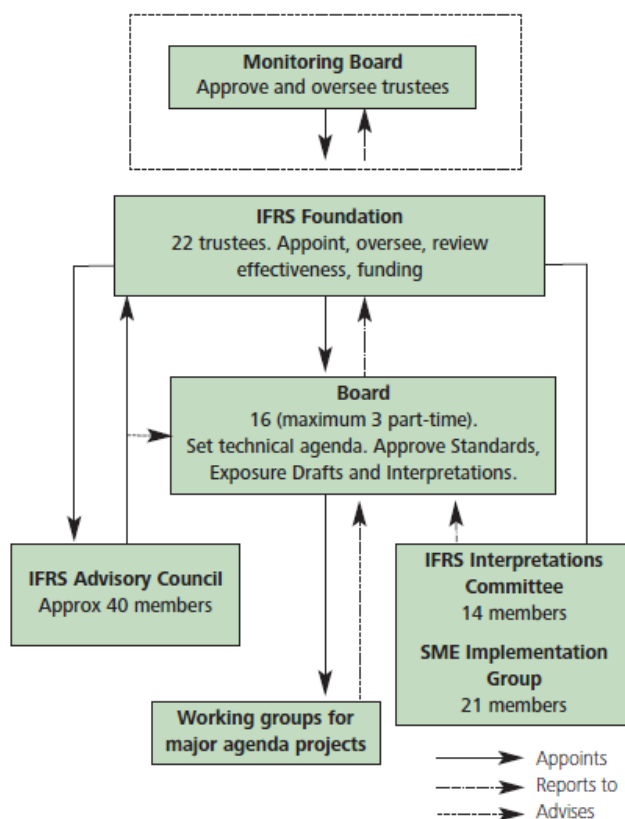 Monitoring Board
Approve and oversee trustees
IFRS Foundation
22 trustees. Appoint, oversee, review
effectiveness, funding
Board
16 (maximum 3 part-time).
Set technical agenda. Approve Standards,
Exposure Drafts and Interpretations.
IFRS Advisory Council
Approx 40 members
IFRS Interpretations
Committee
14 members
SME Implementation
Group
21 members
Working groups for
major agenda projects
Appoints
Reports to
Advises